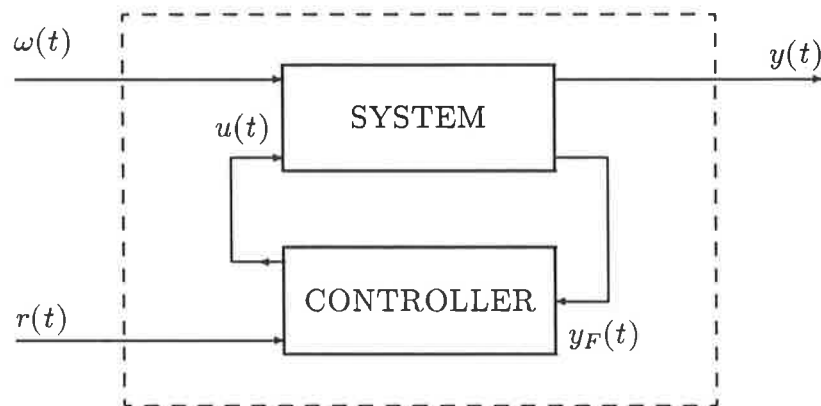 ω(t)
y(t)
SYSTEM
u(t)
CONTROLLER
r(t)
y_F(t)